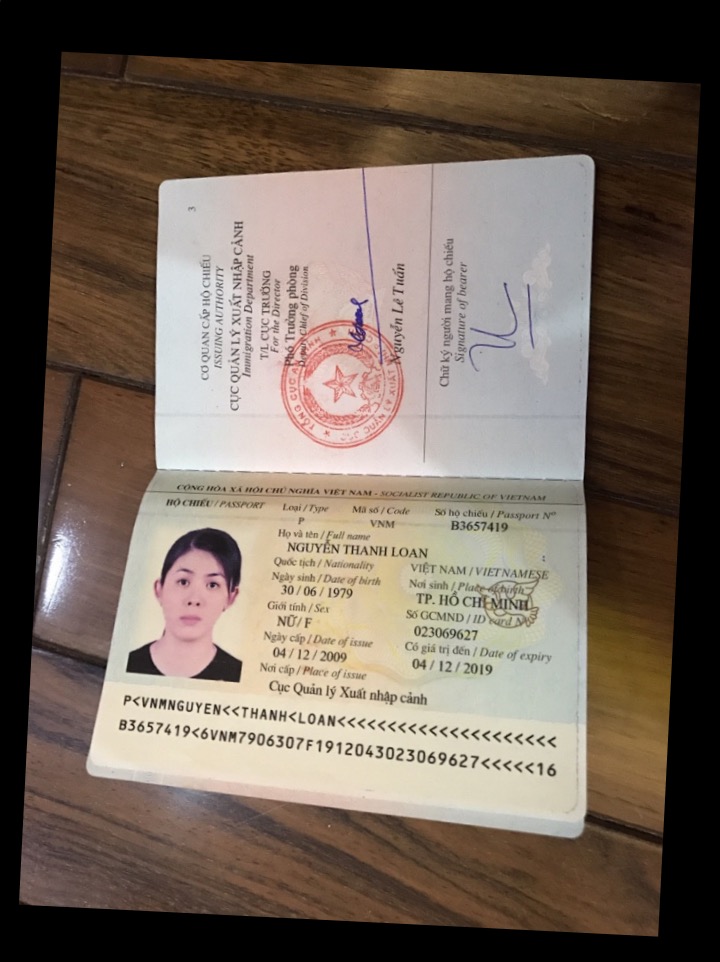 3
CƠ QUAN CẤP HỘ CHIẾU
ISSUING AUTHORITY
CỤC QUẢN LÝ XUẤT NHẬP CẢNH
Immigration Department
T/L CỤC TRƯỞNG
For the Director
Phó Trưởng phòng
Deputy Chief of Division
Nguyễn Lê Tuấn
Chữ ký người mang hộ chiếu
Signature of bearer
CỘNG HÒA XÃ HỘI CHỦ NGHĨA VIỆT NAM - SOCIALIST REPUBLIC OF VIETNAM
HỘ CHIẾU / PASSPORT Loại / Type Mã số / Code Số hộ chiếu / Passport Nº
P VNM B3657419
Họ và tên / Full name
NGUYỄN THANH LOAN
Quốc tịch / Nationality VIỆT NAM / VIETNAMESE
Ngày sinh / Date of birth Nơi sinh / Place of birth
30 / 06 / 1979 TP. HỒ CHÍ MINH
Giới tính / Sex Số GCMND / ID card Nº
NỮ / F 023069627
Ngày cấp / Date of issue Có giá trị đến / Date of expiry
04 / 12 / 2009 04 / 12 / 2019
Nơi cấp / Place of issue
Cục Quản lý Xuất nhập cảnh
P<VNMNGUYEN<<THANH<LOAN<<<<<<<<<<<<<<<<<<<<<
B3657419<6VNM7906307F1912043023069627<<<<<16